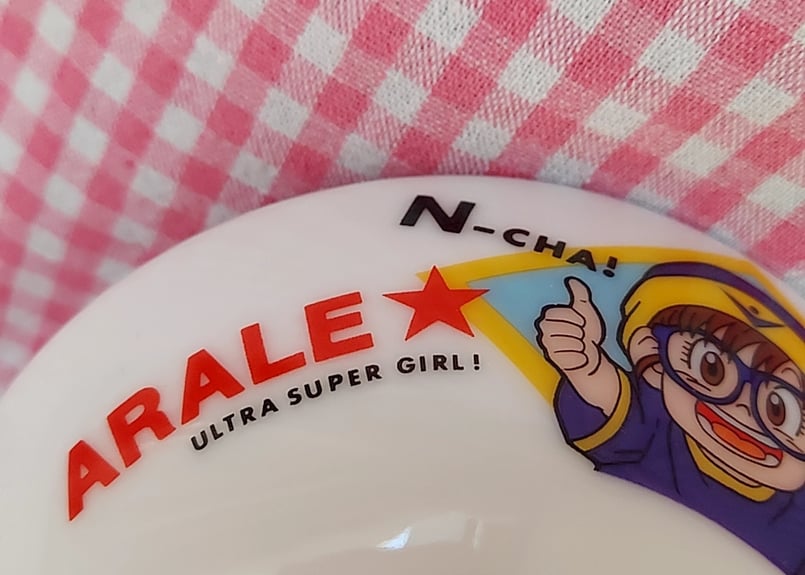 N-CHA!
ARALE★
ULTRA SUPER GIRL!